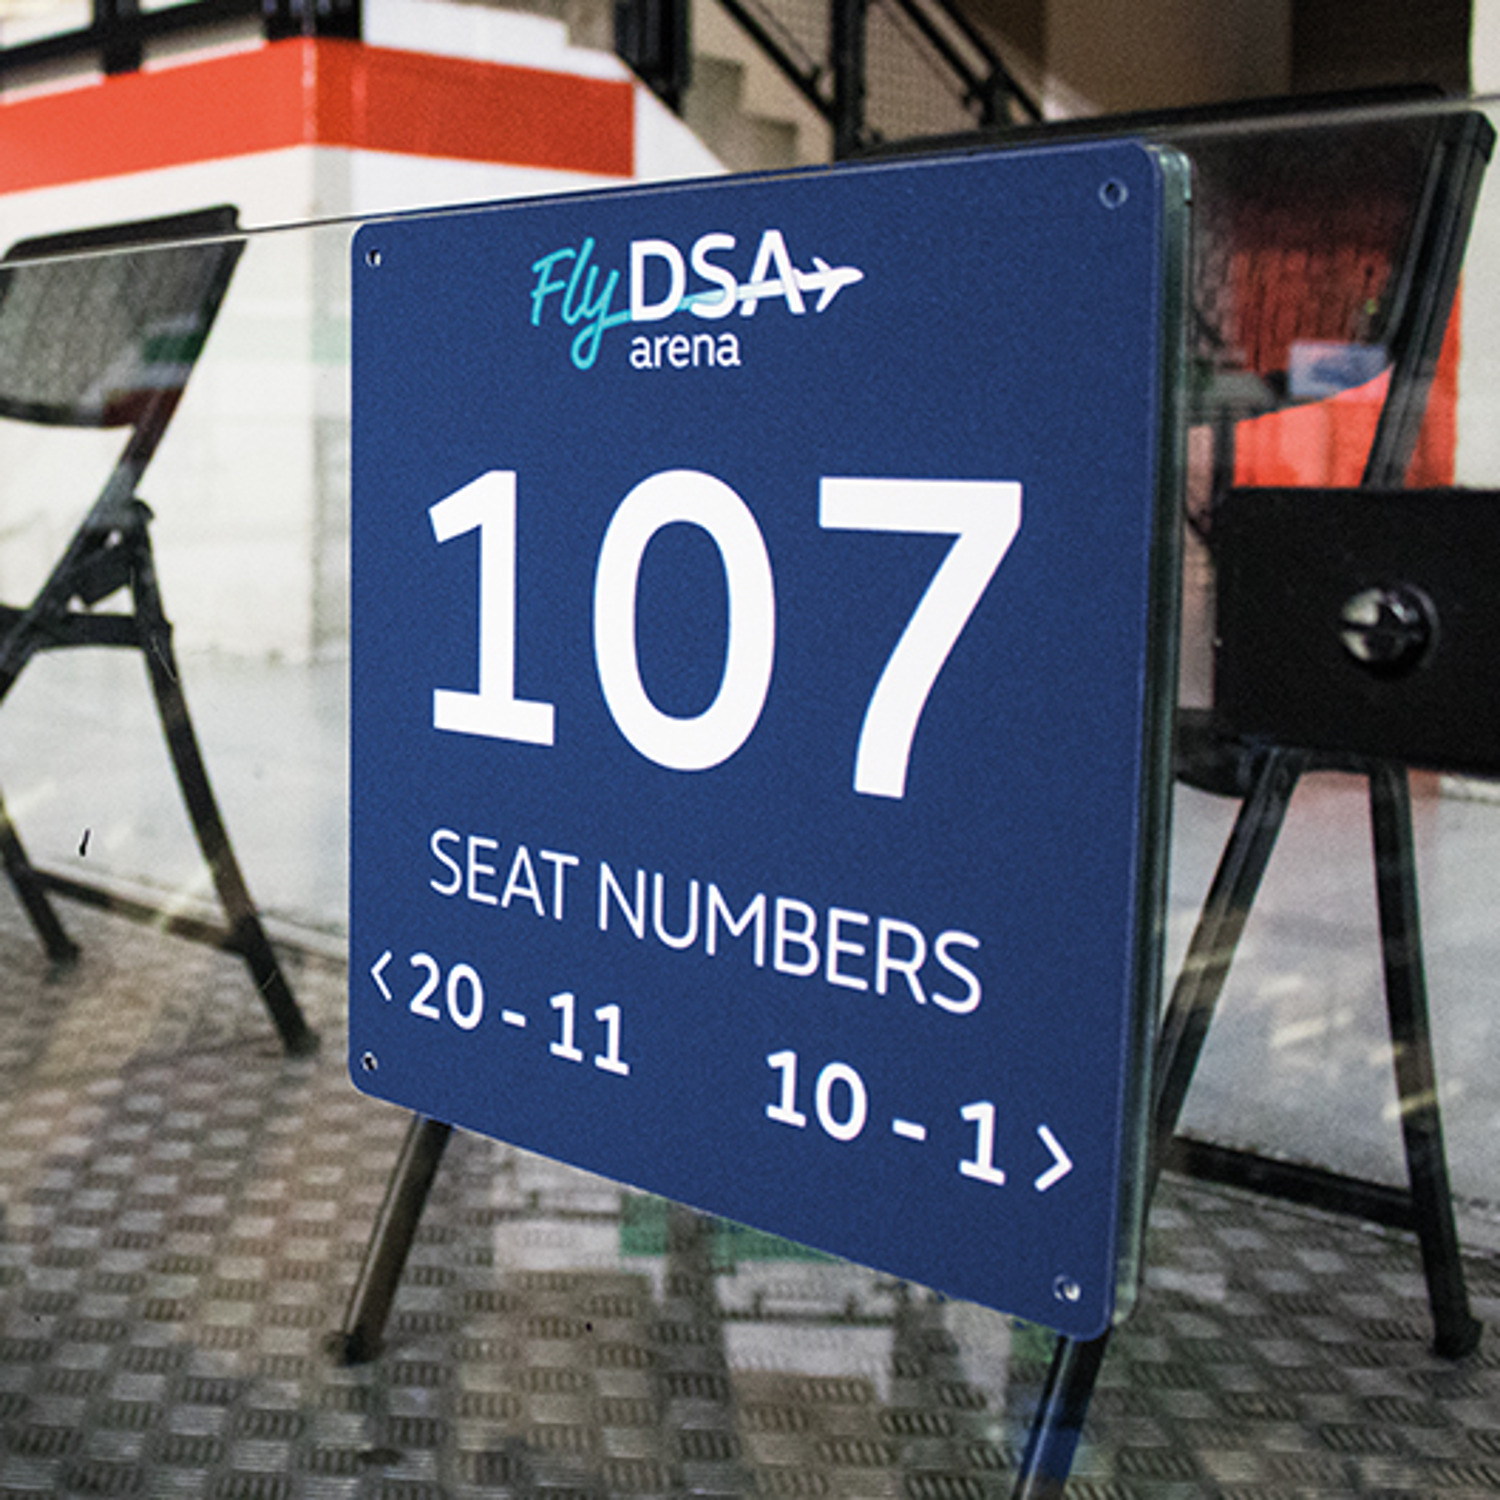 FlyDSA
arena
107
SEAT NUMBERS
< 20 - 11 10 - 1 >